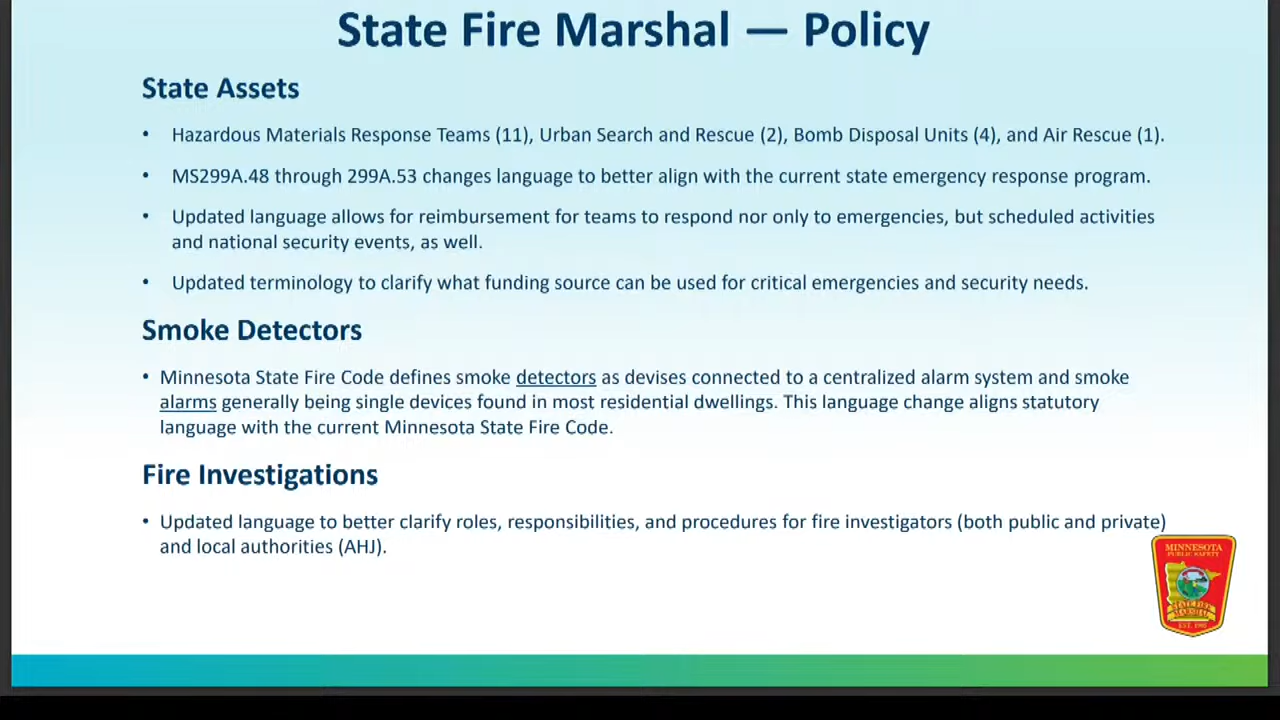 State Fire Marshal — Policy
State Assets
• Hazardous Materials Response Teams (11), Urban Search and Rescue (2), Bomb Disposal Units (4), and Air Rescue (1).
• MS299A.48 through 299A.53 changes language to better align with the current state emergency response program.
• Updated language allows for reimbursement for teams to respond nor only to emergencies, but scheduled activities
and national security events, as well.
• Updated terminology to clarify what funding source can be used for critical emergencies and security needs.
Smoke Detectors
• Minnesota State Fire Code defines smoke detectors as devises connected to a centralized alarm system and smoke
alarms generally being single devices found in most residential dwellings. This language change aligns statutory
language with the current Minnesota State Fire Code.
Fire Investigations
• Updated language to better clarify roles, responsibilities, and procedures for fire investigators (both public and private)
and local authorities (AHJ).
MINNESOTA
PUBLIC SAFETY
STATE FIRE
MARSHAL